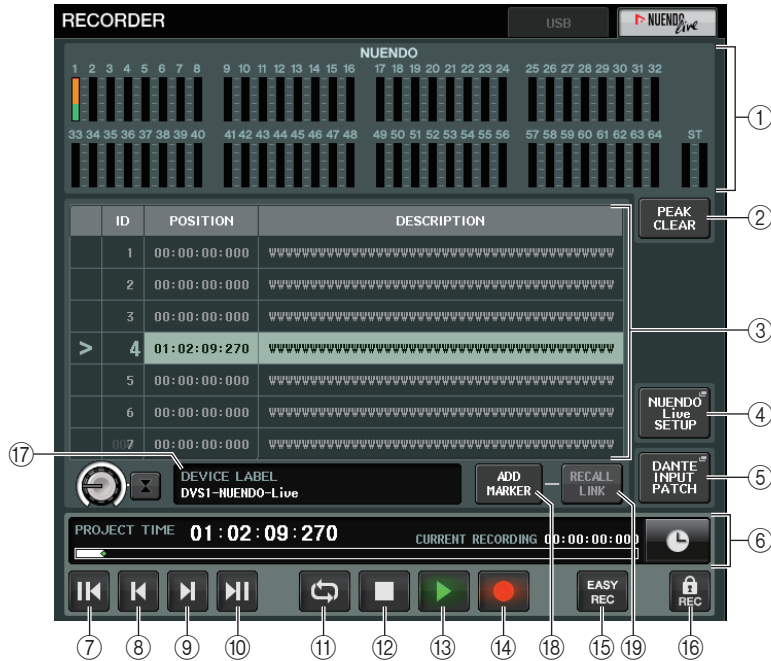 RECORDER
USB
NUENDO live
NUENDO
1 2 3 4 5 6 7 8 9 10 11 12 13 14 15 16 17 18 19 20 21 22 23 24 25 26 27 28 29 30 31 32
33 34 35 36 37 38 39 40 41 42 43 44 45 46 47 48 49 50 51 52 53 54 55 56 57 58 59 60 61 62 63 64 ST
①
PEAK CLEAR
②
ID POSITION DESCRIPTION
1 00:00:00:000
2 00:00:00:000
3 00:00:00:000
③
> 4 01:02:09:270
5 00:00:00:000
6 00:00:00:000
NUENDO Live SETUP
④
7 00:00:00:000
⑰
DEVICE LABEL
DVS1-NUENDO-Live
ADD MARKER
RECALL LINK
DANTE INPUT PATCH
⑤
PROJECT TIME 01:02:09:270 CURRENT RECORDING 00:00:00:000
⑥
EASY REC
REC
⑦ ⑧ ⑨ ⑩ ⑪ ⑫ ⑬ ⑭ ⑱ ⑮ ⑲ ⑯